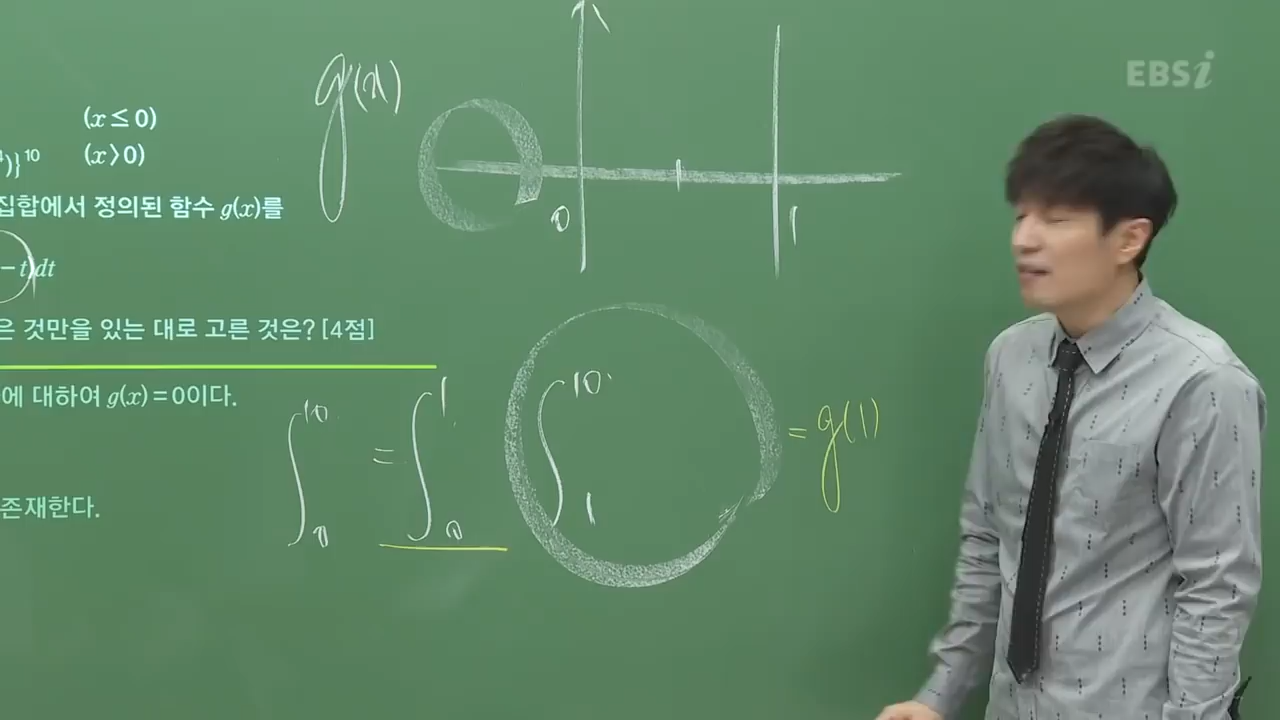 EBSi
g(x)
(x≤0)
)}¹⁰ (x>0)
집합에서 정의된 함수 g(x)를
-t)dt
은 것만을 있는 대로 고른 것은? [4점]
에 대하여 g(x)=0이다.
존재한다.
0 1
∫₀¹⁰ = ∫₀¹ ∫₁¹⁰ = g(1)